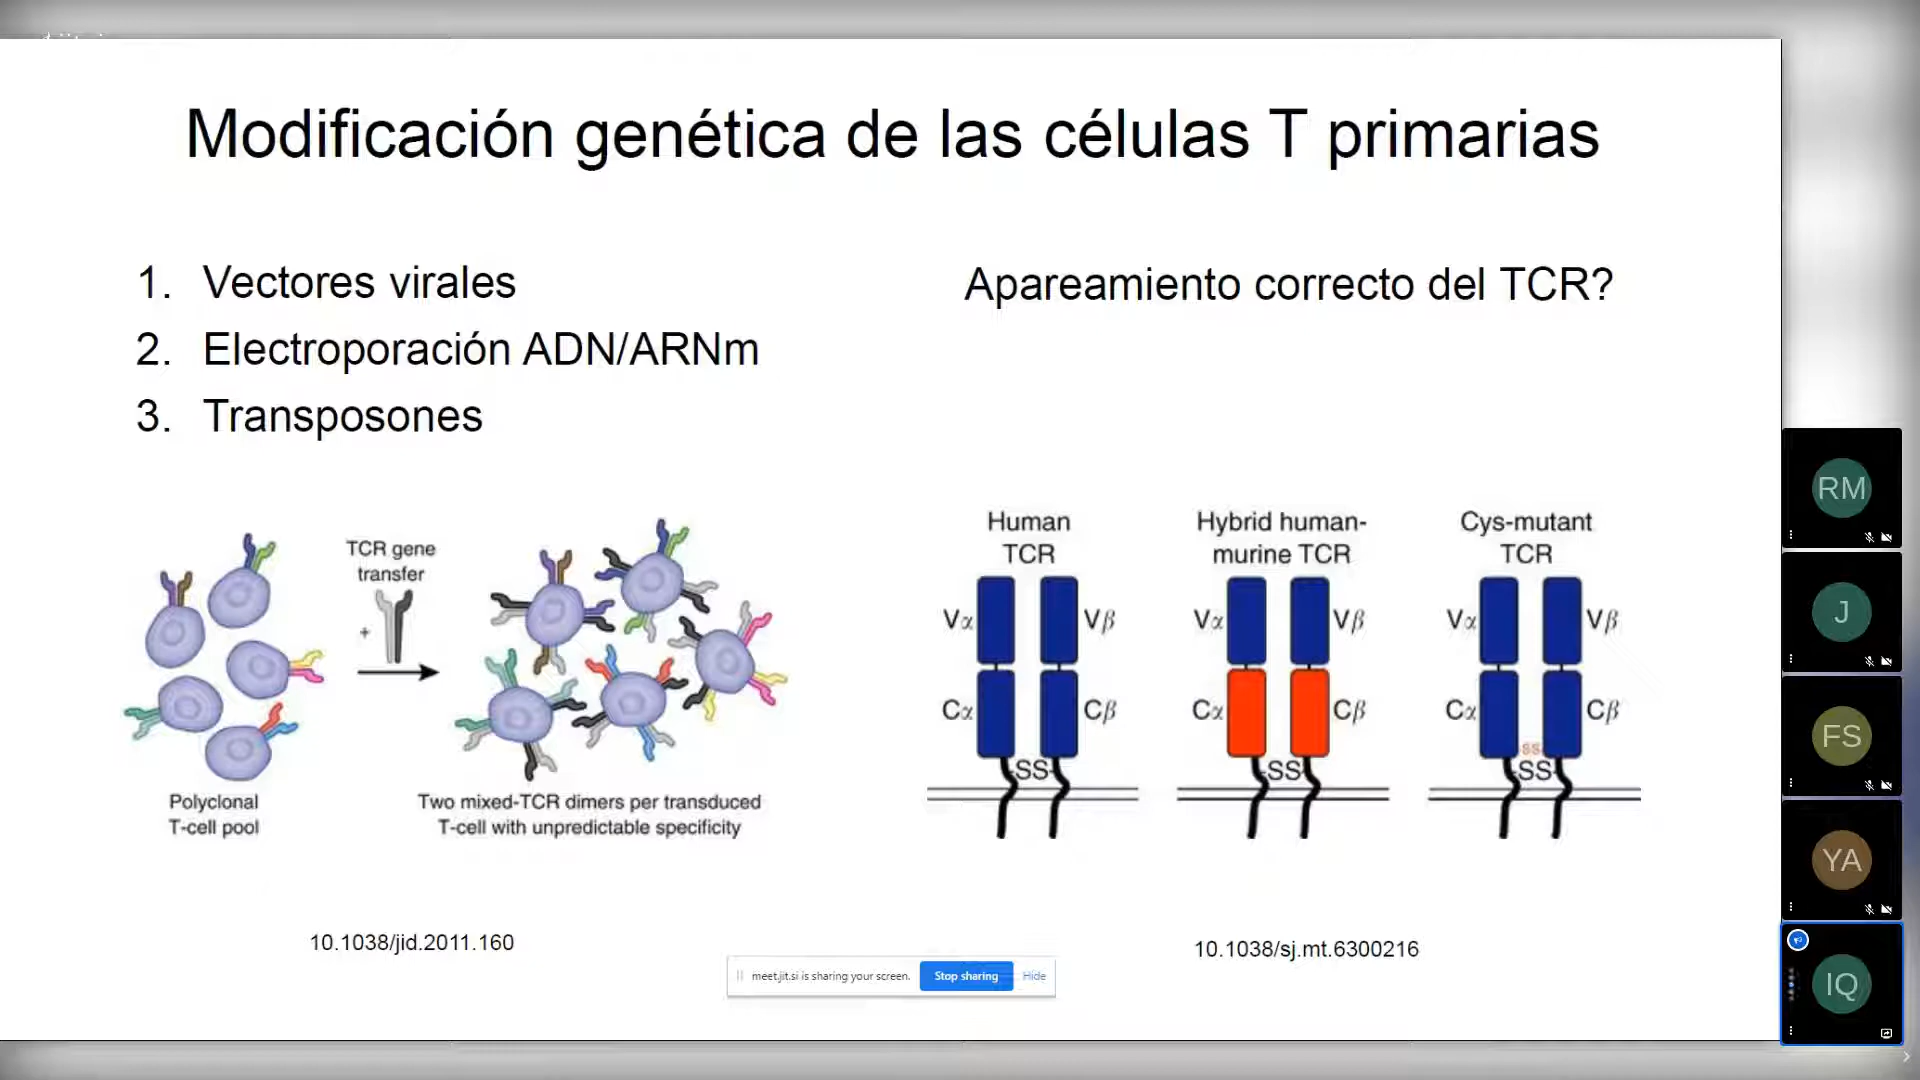 Modificación genética de las células T primarias
1. Vectores virales
2. Electroporación ADN/ARNm
3. Transposones
Apareamiento correcto del TCR?
TCR gene
transfer
+
Polyclonal
T-cell pool
Two mixed-TCR dimers per transduced
T-cell with unpredictable specificity
10.1038/jid.2011.160
Human
TCR
Vα
Vβ
Cα
Cβ
-SS-
Hybrid human-
murine TCR
Vα
Vβ
Cα
Cβ
-SS-
Cys-mutant
TCR
Vα
Vβ
Cα
Cβ
-SS-
-SS-
10.1038/sj.mt.6300216
meet.jit.si is sharing your screen.
Stop sharing
Hide
RM
J
FS
YA
IQ